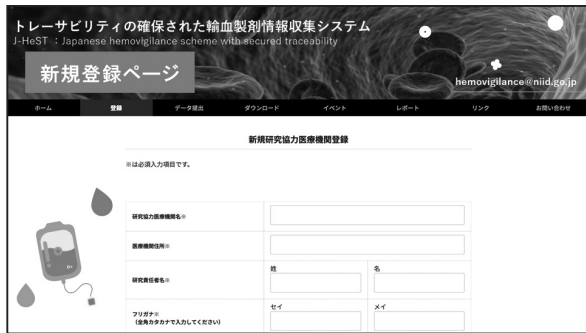 トレーサビリティの確保された輸血製剤情報収集システム
J-HeST : Japanese hemovigilance scheme with secured traceability
新規登録ページ
hemovigilance@niid.go.jp
ホーム 登録 データ提出 ダウンロード イベント レポート リンク お問い合わせ
新規研究協力医療機関登録
※は必須入力項目です。
研究協力医療機関名※
医療機関住所※
研究責任者名※ 姓 名
フリガナ※ セイ メイ
(全角カタカナで入力してください)